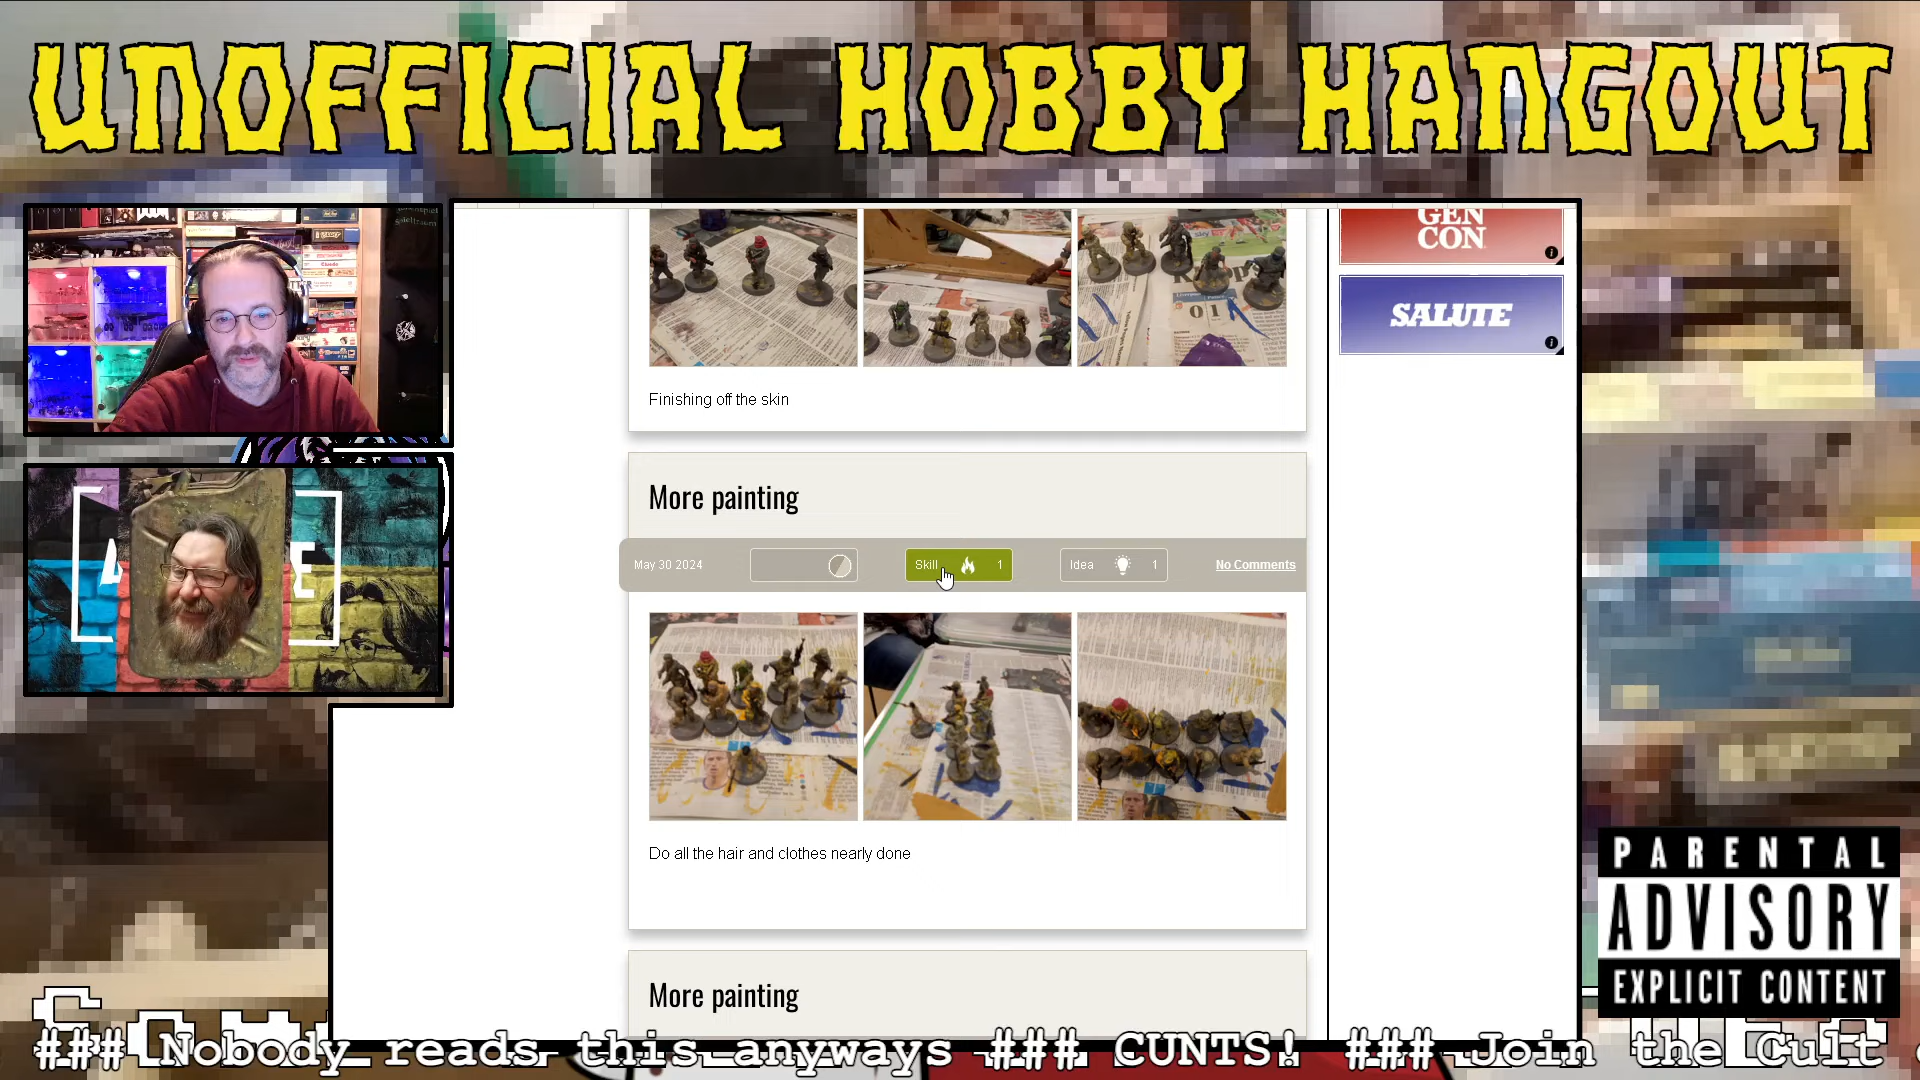 UNOFFICIAL HOBBY HANGOUT
GEN
CON
SALUTE
Finishing off the skin
More painting
May 30 2024
Skill 1
Idea 1
No Comments
Do all the hair and clothes nearly done
More painting
PARENTAL
ADVISORY
EXPLICIT CONTENT
### Nobody reads this anyways ### CUNTS! ### Join the Cult